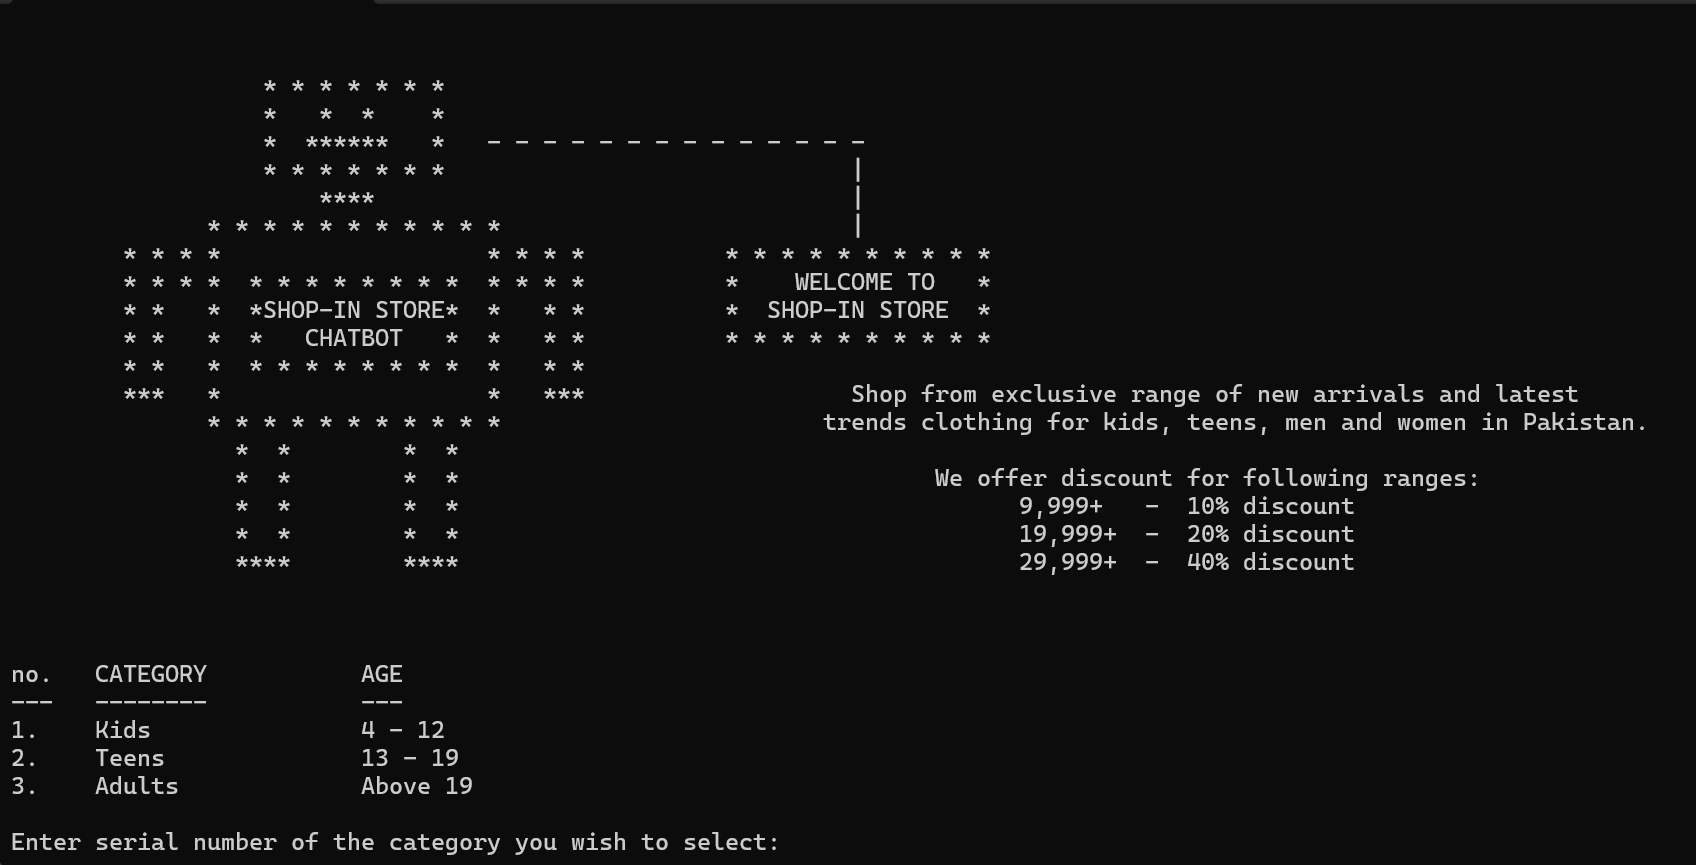 SHOP-IN STORE
CHATBOT
WELCOME TO
SHOP-IN STORE
Shop from exclusive range of new arrivals and latest
trends clothing for kids, teens, men and women in Pakistan.
We offer discount for following ranges:
9,999+ - 10% discount
19,999+ - 20% discount
29,999+ - 40% discount
no. CATEGORY AGE
--- -------- ---
1. Kids 4 - 12
2. Teens 13 - 19
3. Adults Above 19
Enter serial number of the category you wish to select: